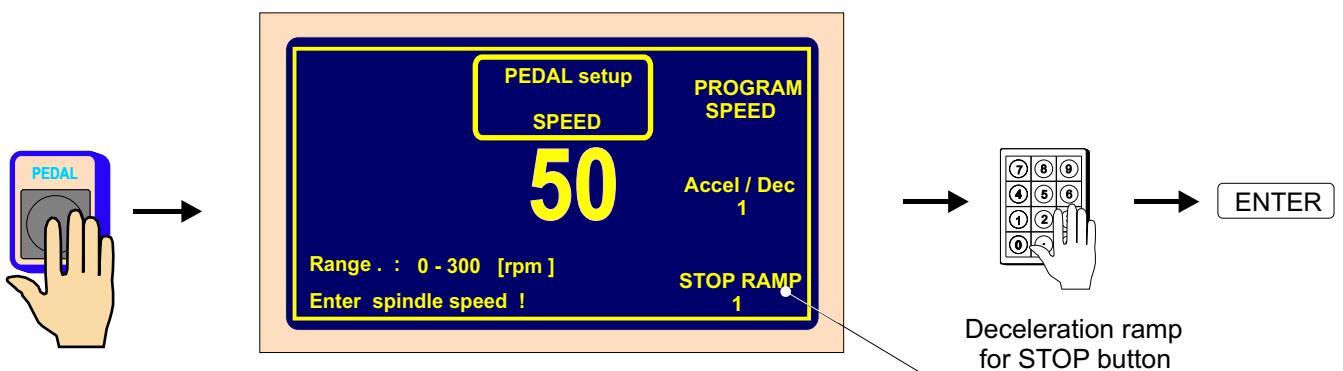 PEDAL
PEDAL setup
SPEED
50
PROGRAM
SPEED
Accel / Dec
1
Range . : 0 - 300 [rpm ]
Enter spindle speed !
STOP RAMP
1
7 8 9
4 5 6
1 2
0 .
ENTER
Deceleration ramp
for STOP button